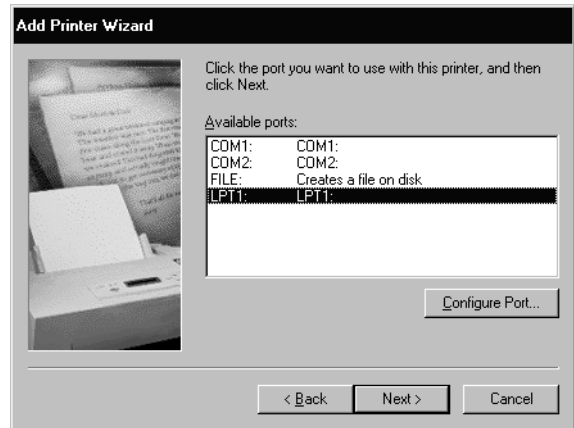 Add Printer Wizard
Click the port you want to use with this printer, and then
click Next.
Available ports:
COM1: COM1:
COM2: COM2:
FILE: Creates a file on disk
LPT1: LPT1:
Configure Port...
< Back Next > Cancel